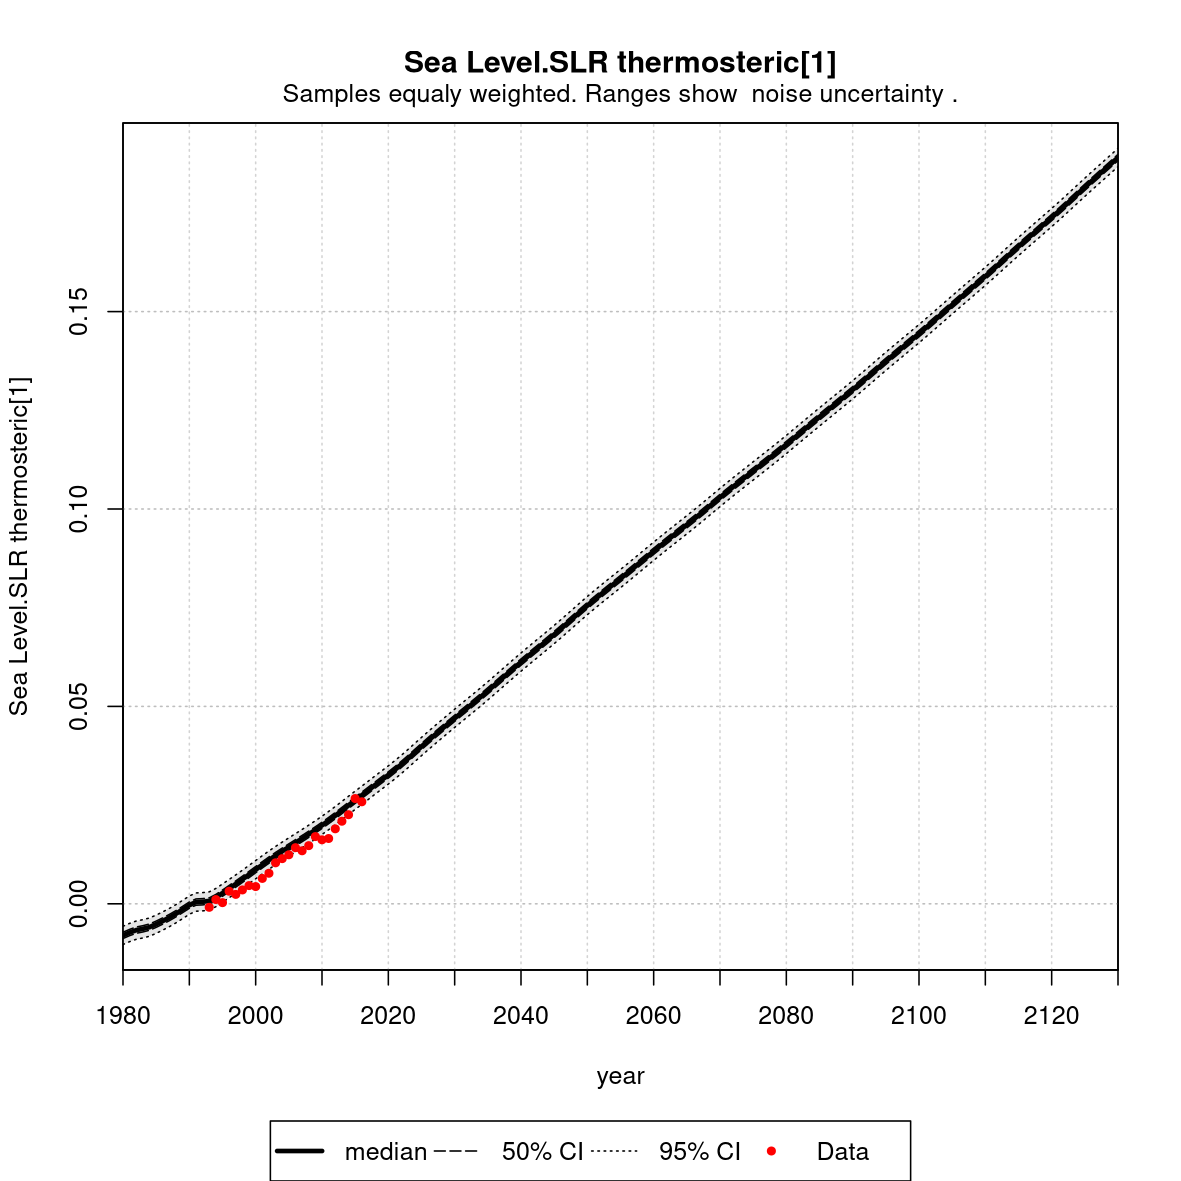 Sea Level.SLR thermosteric[1]
Samples equaly weighted. Ranges show  noise uncertainty .
Sea Level.SLR thermosteric[1]
0.15
0.10
0.05
0.00
1980 2000 2020 2040 2060 2080 2100 2120
year
median 50% CI 95% CI Data